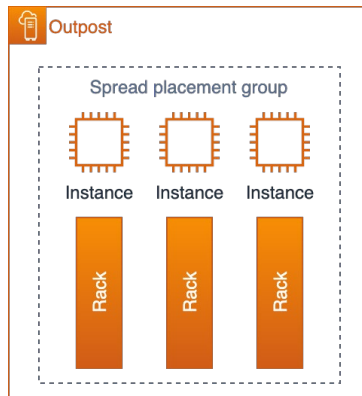 Outpost
Spread placement group
Instance Instance Instance
Rack Rack Rack